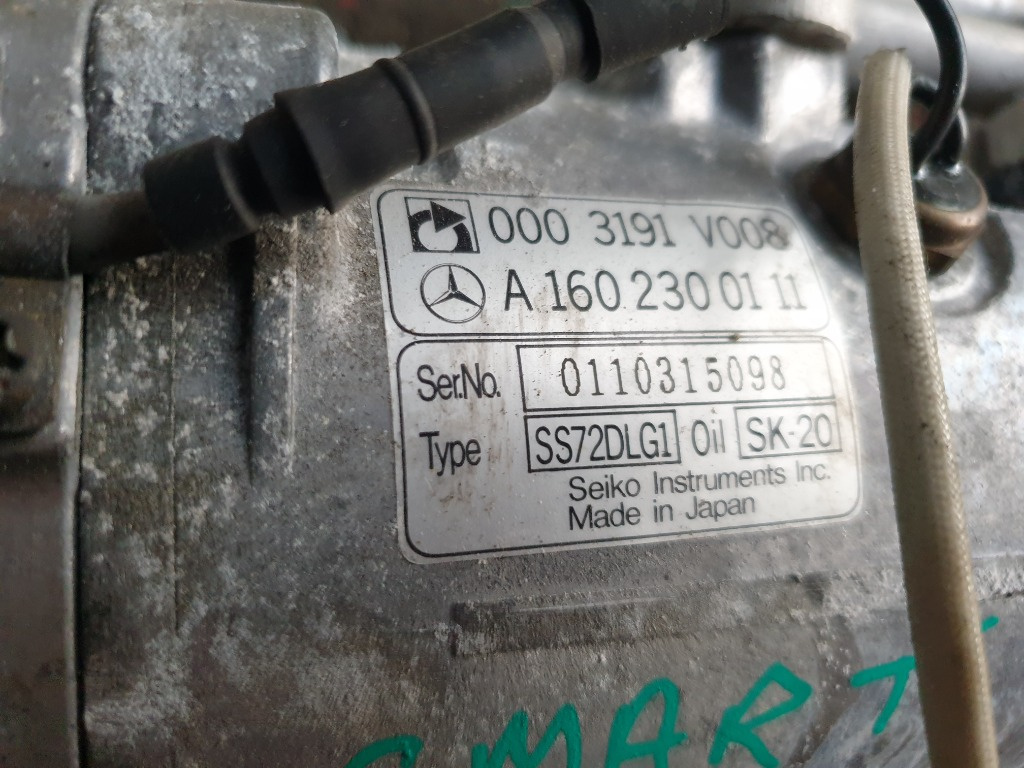 000 3191 V008
A 160 230 01 11
Ser.No. 0110315098
Type SS72DLG1 Oil SK-20
Seiko Instruments Inc.
Made in Japan
SMART